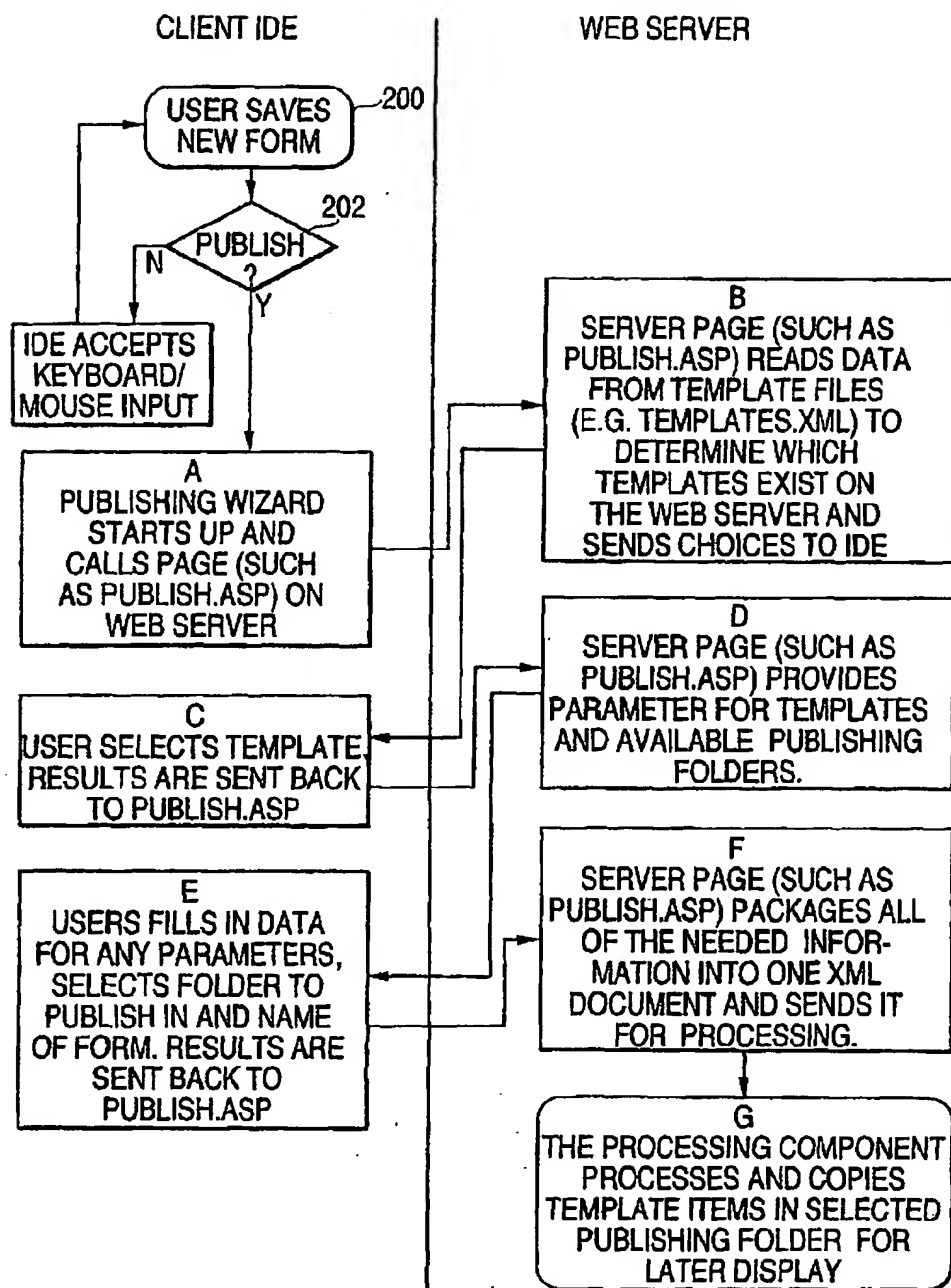 CLIENT IDE
WEB SERVER
USER SAVES
NEW FORM
200
PUBLISH
?
202
N
Y
IDE ACCEPTS
KEYBOARD/
MOUSE INPUT
A
PUBLISHING WIZARD
STARTS UP AND
CALLS PAGE (SUCH
AS PUBLISH.ASP) ON
WEB SERVER
B
SERVER PAGE (SUCH AS
PUBLISH.ASP) READS DATA
FROM TEMPLATE FILES
(E.G. TEMPLATES.XML) TO
DETERMINE WHICH
TEMPLATES EXIST ON
THE WEB SERVER AND
SENDS CHOICES TO IDE
C
USER SELECTS TEMPLATE.
RESULTS ARE SENT BACK
TO PUBLISH.ASP
D
SERVER PAGE (SUCH AS
PUBLISH.ASP) PROVIDES
PARAMETER FOR TEMPLATES
AND AVAILABLE PUBLISHING
FOLDERS.
E
USERS FILLS IN DATA
FOR ANY PARAMETERS,
SELECTS FOLDER TO
PUBLISH IN AND NAME
OF FORM. RESULTS ARE
SENT BACK TO
PUBLISH.ASP
F
SERVER PAGE (SUCH AS
PUBLISH.ASP) PACKAGES ALL
OF THE NEEDED INFOR-
MATION INTO ONE XML
DOCUMENT AND SENDS IT
FOR PROCESSING.
G
THE PROCESSING COMPONENT
PROCESSES AND COPIES
TEMPLATE ITEMS IN SELECTED
PUBLISHING FOLDER FOR
LATER DISPLAY